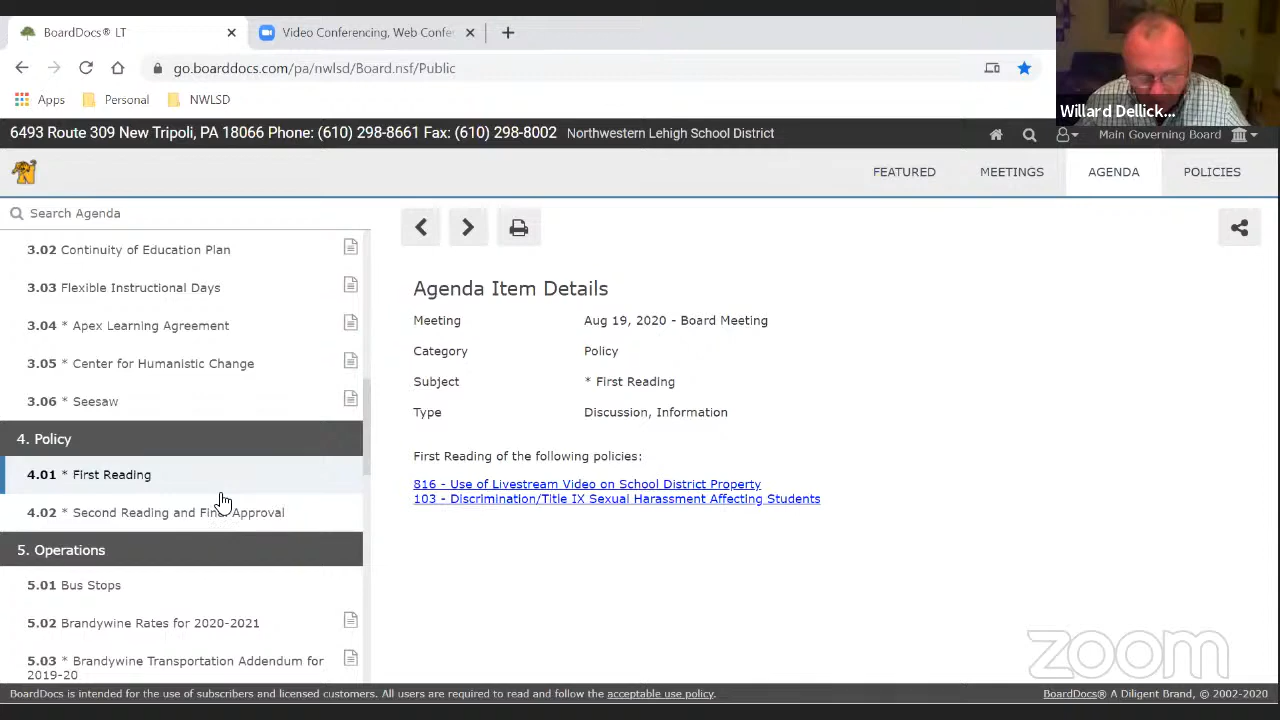 BoardDocs® LT
Video Conferencing, Web Confe
go.boarddocs.com/pa/nwlsd/Board.nsf/Public
Apps Personal NWLSD
Willard Dellick...
6493 Route 309 New Tripoli, PA 18066 Phone: (610) 298-8661 Fax: (610) 298-8002 Northwestern Lehigh School District
Main Governing Board
FEATURED MEETINGS AGENDA POLICIES
Search Agenda
3.02 Continuity of Education Plan
3.03 Flexible Instructional Days
3.04 * Apex Learning Agreement
3.05 * Center for Humanistic Change
3.06 * Seesaw
4. Policy
4.01 * First Reading
4.02 * Second Reading and Final Approval
5. Operations
5.01 Bus Stops
5.02 Brandywine Rates for 2020-2021
5.03 * Brandywine Transportation Addendum for
2019-20
Agenda Item Details
Meeting Aug 19, 2020 - Board Meeting
Category Policy
Subject * First Reading
Type Discussion, Information
First Reading of the following policies:
816 - Use of Livestream Video on School District Property
103 - Discrimination/Title IX Sexual Harassment Affecting Students
zoom
BoardDocs is intended for the use of subscribers and licensed customers. All users are required to read and follow the acceptable use policy.
BoardDocs® A Diligent Brand, © 2002-2020